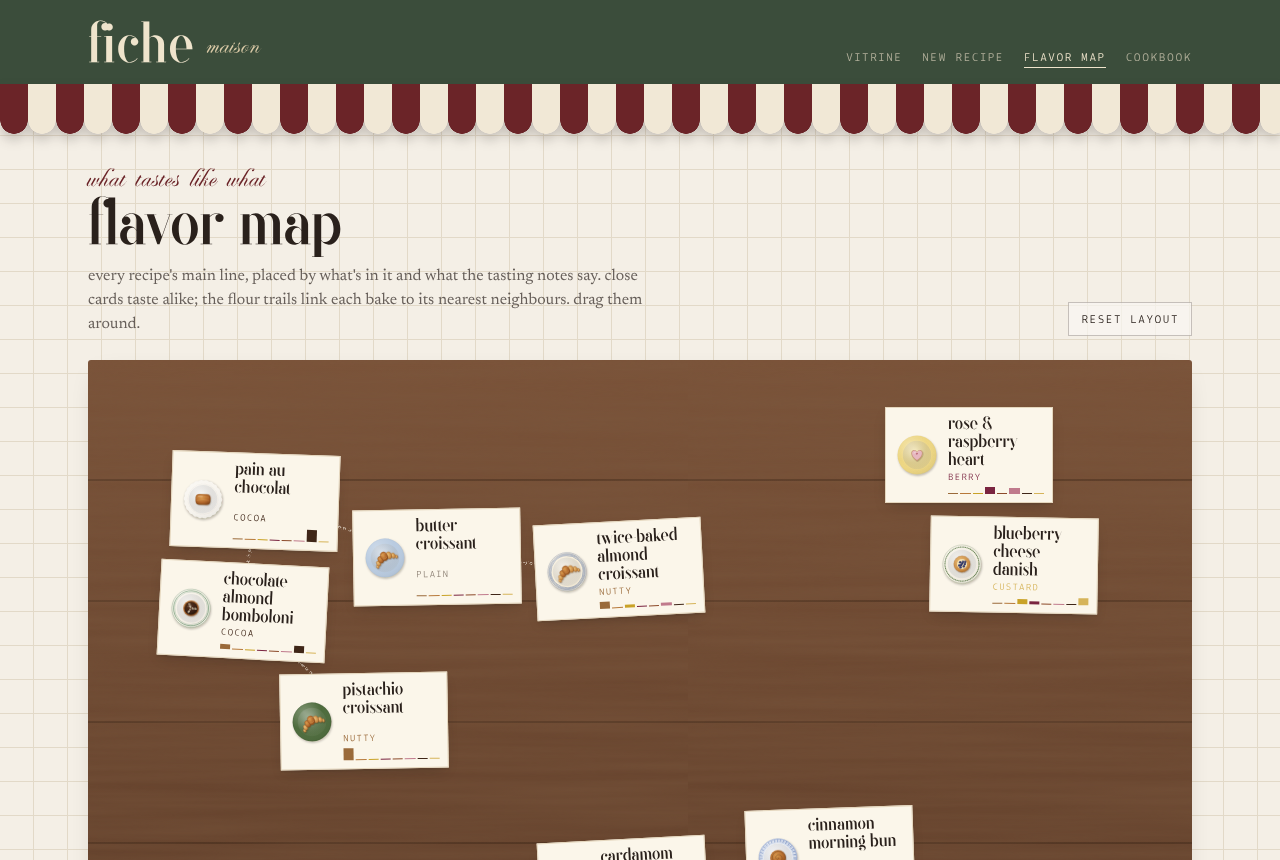 fiche maison
VITRINE NEW RECIPE FLAVOR MAP COOKBOOK
what tastes like what
flavor map
every recipe's main line, placed by what's in it and what the tasting notes say. close
cards taste alike; the flour trails link each bake to its nearest neighbours. drag them
around.
RESET LAYOUT
rose &
raspberry
heart
BERRY
pain au
chocolat
COCOA
butter
croissant
PLAIN
twice-baked
almond
croissant
NUTTY
blueberry
cheese
danish
CUSTARD
chocolate
almond
bomboloni
COCOA
pistachio
croissant
NUTTY
cinnamon
morning bun
cardamom